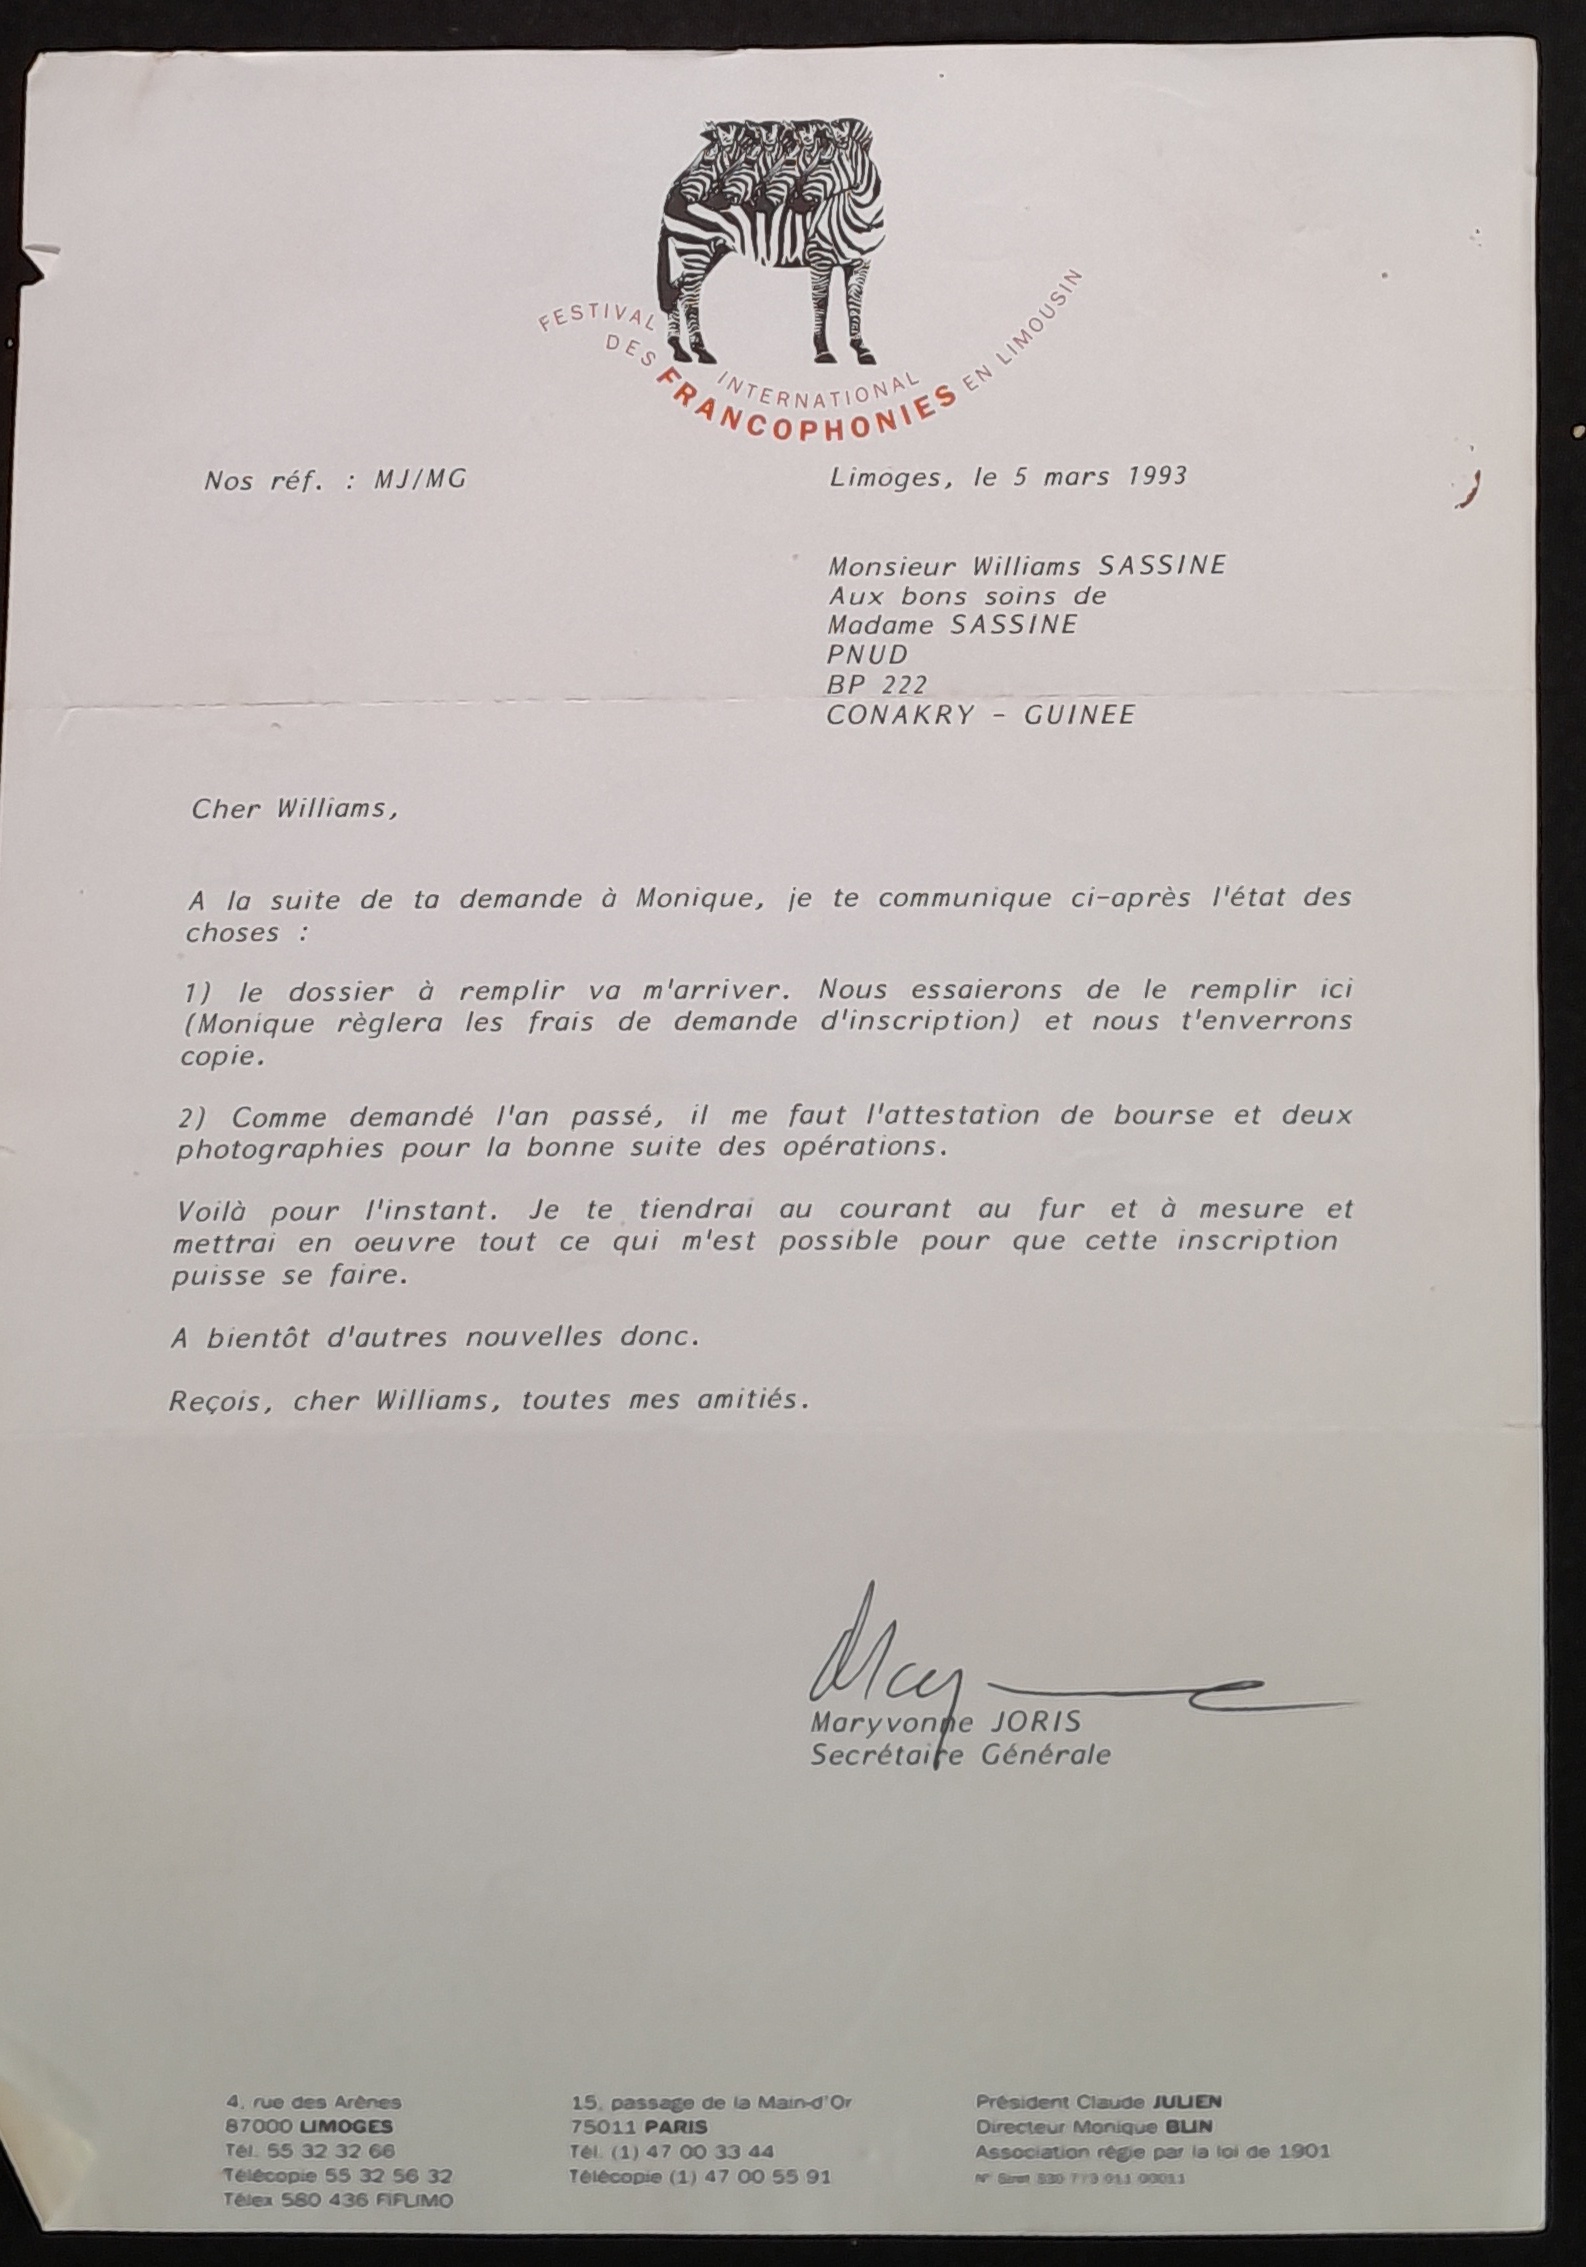 FESTIVAL INTERNATIONAL
DES FRANCOPHONIES EN LIMOUSIN
Nos réf. : MJ/MG
Limoges, le 5 mars 1993
Monsieur Williams SASSINE
Aux bons soins de
Madame SASSINE
PNUD
BP 222
CONAKRY - GUINEE
Cher Williams,
A la suite de ta demande à Monique, je te communique ci-après l'état des
choses :
1) le dossier à remplir va m'arriver. Nous essaierons de le remplir ici
(Monique règlera les frais de demande d'inscription) et nous t'enverrons
copie.
2) Comme demandé l'an passé, il me faut l'attestation de bourse et deux
photographies pour la bonne suite des opérations.
Voilà pour l'instant. Je te tiendrai au courant au fur et à mesure et
mettrai en oeuvre tout ce qui m'est possible pour que cette inscription
puisse se faire.
A bientôt d'autres nouvelles donc.
Reçois, cher Williams, toutes mes amitiés.
Maryvonne JORIS
Secrétaire Générale
4, rue des Arènes
87000 LIMOGES
Tél. 55 32 32 66
Télécopie 55 32 56 32
Télex 580 436 FIFLIMO
15, passage de la Main-d'Or
75011 PARIS
Tél. (1) 47 00 33 44
Télécopie (1) 47 00 55 91
Président Claude JULIEN
Directeur Monique BLIN
Association régie par la loi de 1901
N° Siret